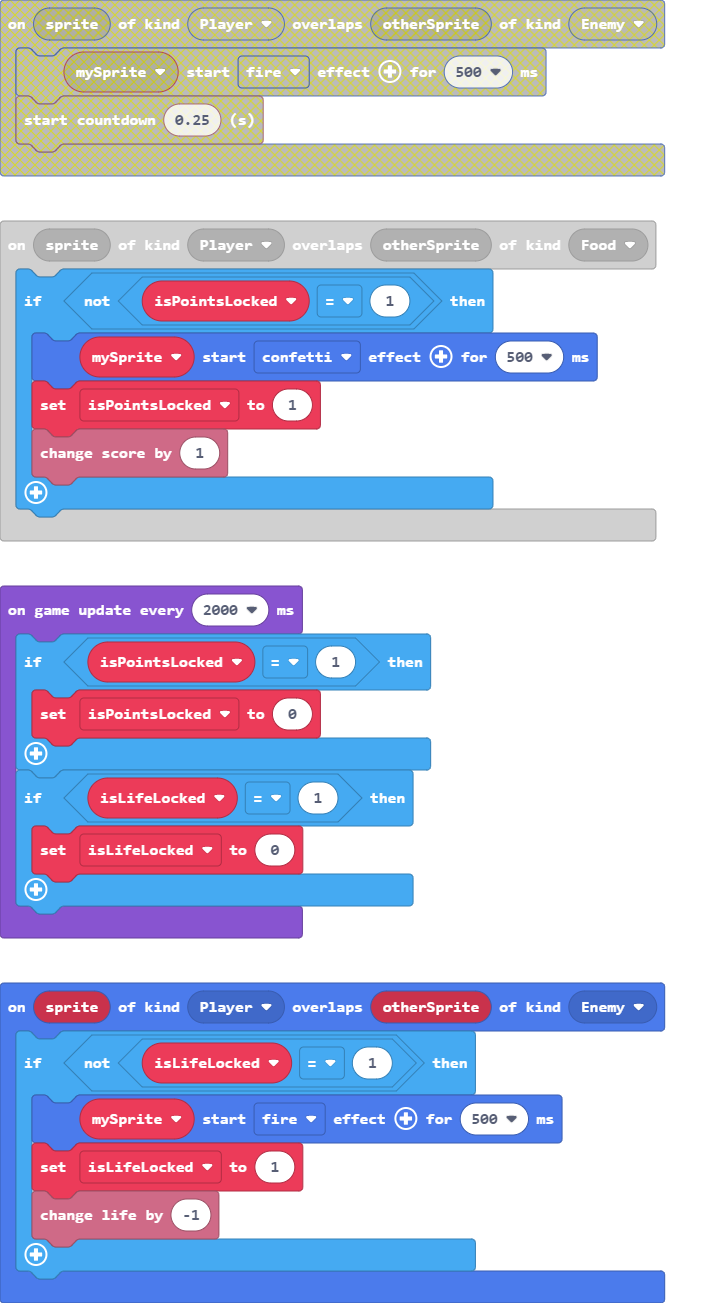 on sprite of kind Player overlaps otherSprite of kind Enemy
mySprite start fire effect for 500 ms
start countdown 0.25 (s)
on sprite of kind Player overlaps otherSprite of kind Food
if not isPointsLocked = 1 then
mySprite start confetti effect for 500 ms
set isPointsLocked to 1
change score by 1
on game update every 2000 ms
if isPointsLocked = 1 then
set isPointsLocked to 0
if isLifeLocked = 1 then
set isLifeLocked to 0
on sprite of kind Player overlaps otherSprite of kind Enemy
if not isLifeLocked = 1 then
mySprite start fire effect for 500 ms
set isLifeLocked to 1
change life by -1